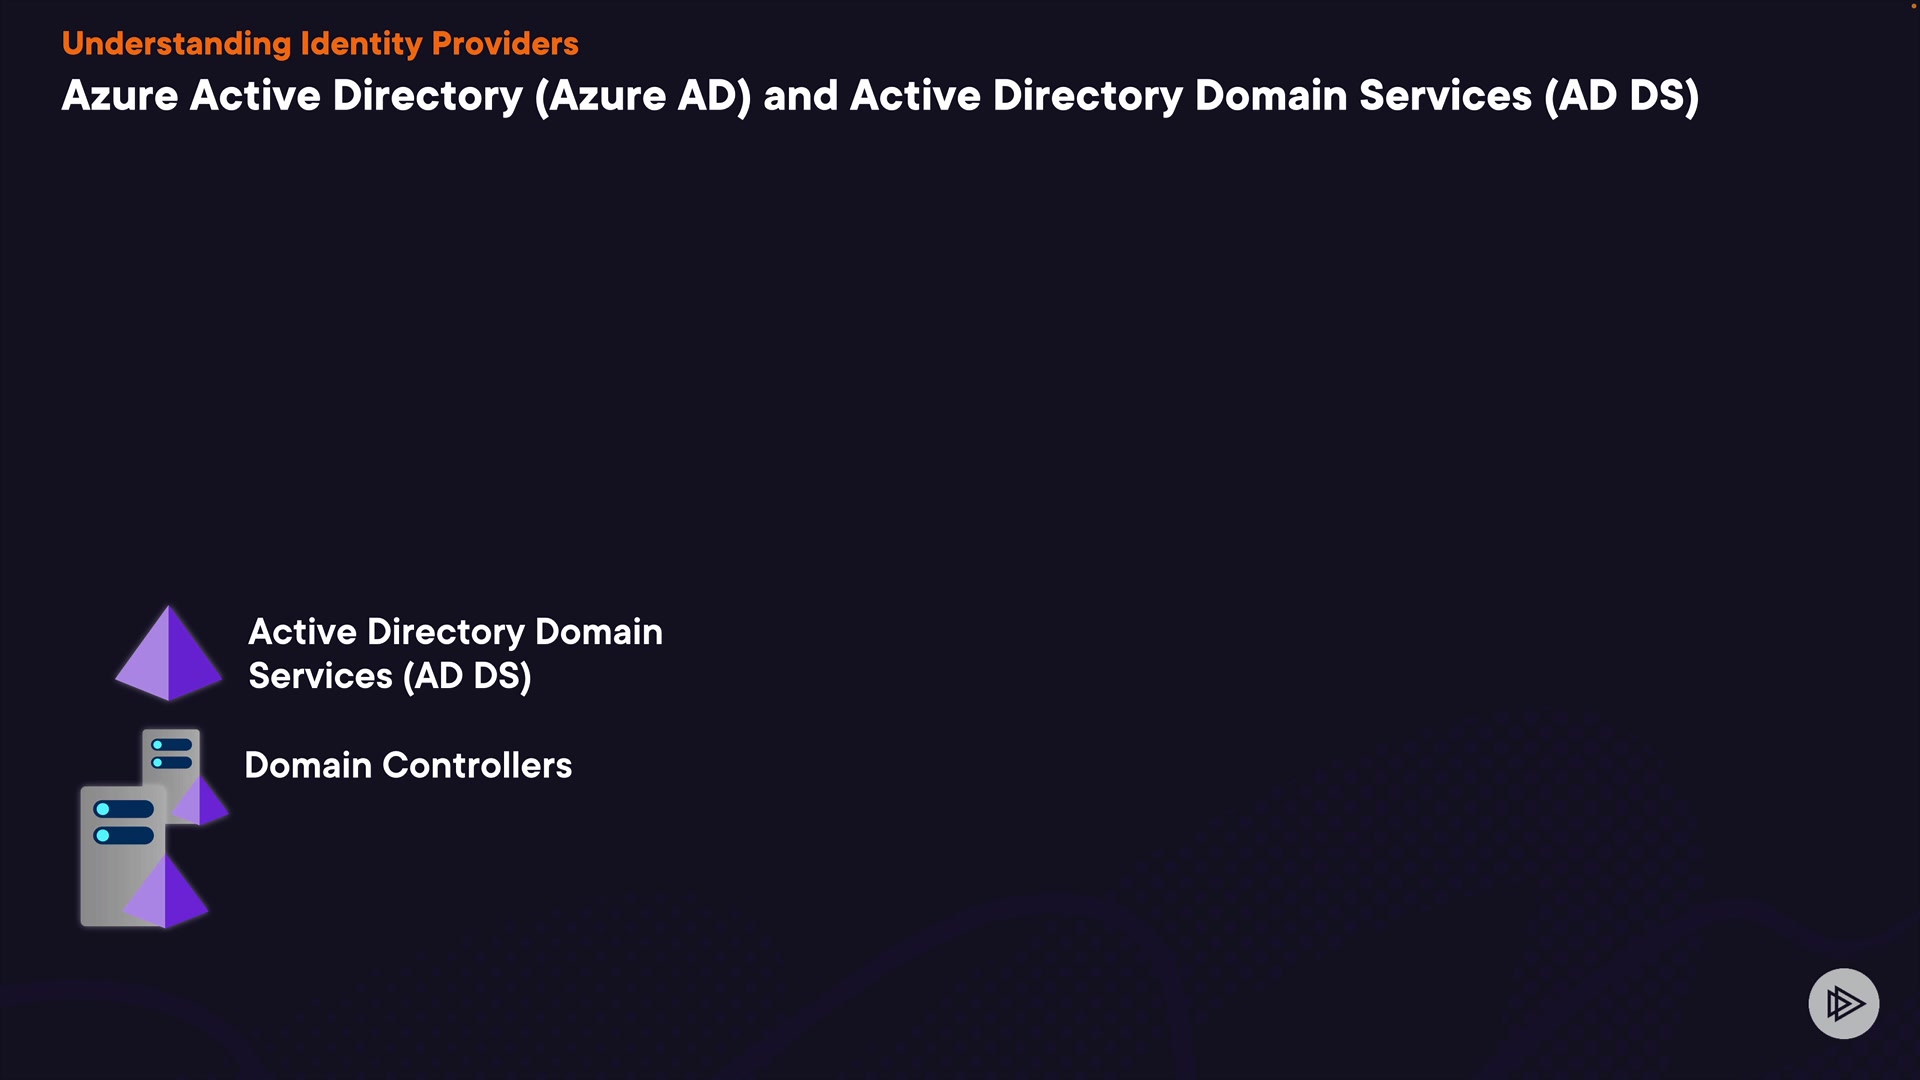 Understanding Identity Providers
Azure Active Directory (Azure AD) and Active Directory Domain Services (AD DS)
Active Directory Domain
Services (AD DS)
Domain Controllers